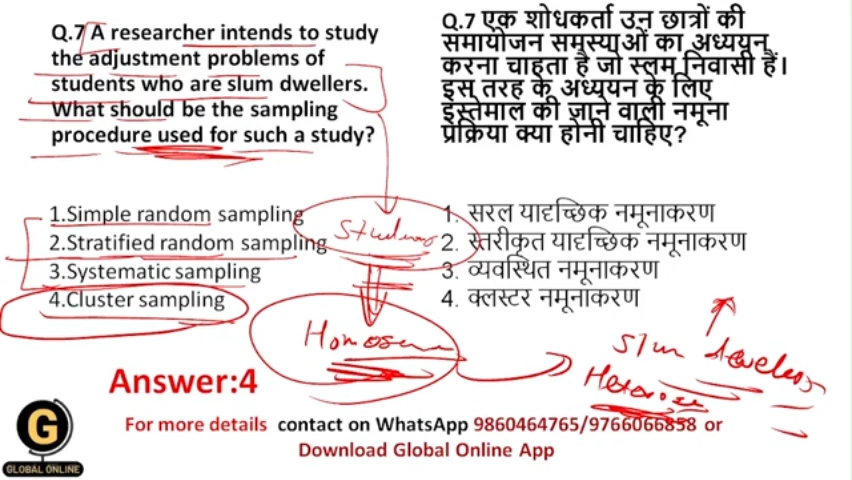 Q.7 A researcher intends to study
the adjustment problems of
students who are slum dwellers.
What should be the sampling
procedure used for such a study?
1.Simple random sampling
2.Stratified random sampling
3.Systematic sampling
4.Cluster sampling
Q.7 एक शोधकर्ता उन छात्रों की
समायोजन समस्याओं का अध्ययन
करना चाहता है जो स्लम निवासी हैं।
इस तरह के अध्ययन के लिए
इस्तेमाल की जाने वाली नमूना
प्रक्रिया क्या होनी चाहिए?
1. सरल यादृच्छिक नमूनाकरण
2. स्तरीकृत यादृच्छिक नमूनाकरण
3. व्यवस्थित नमूनाकरण
4. क्लस्टर नमूनाकरण
Slum
Answer:4
For more details contact on WhatsApp 9860464765/9766066858 or
Download Global Online App
G
GLOBAL ONLINE